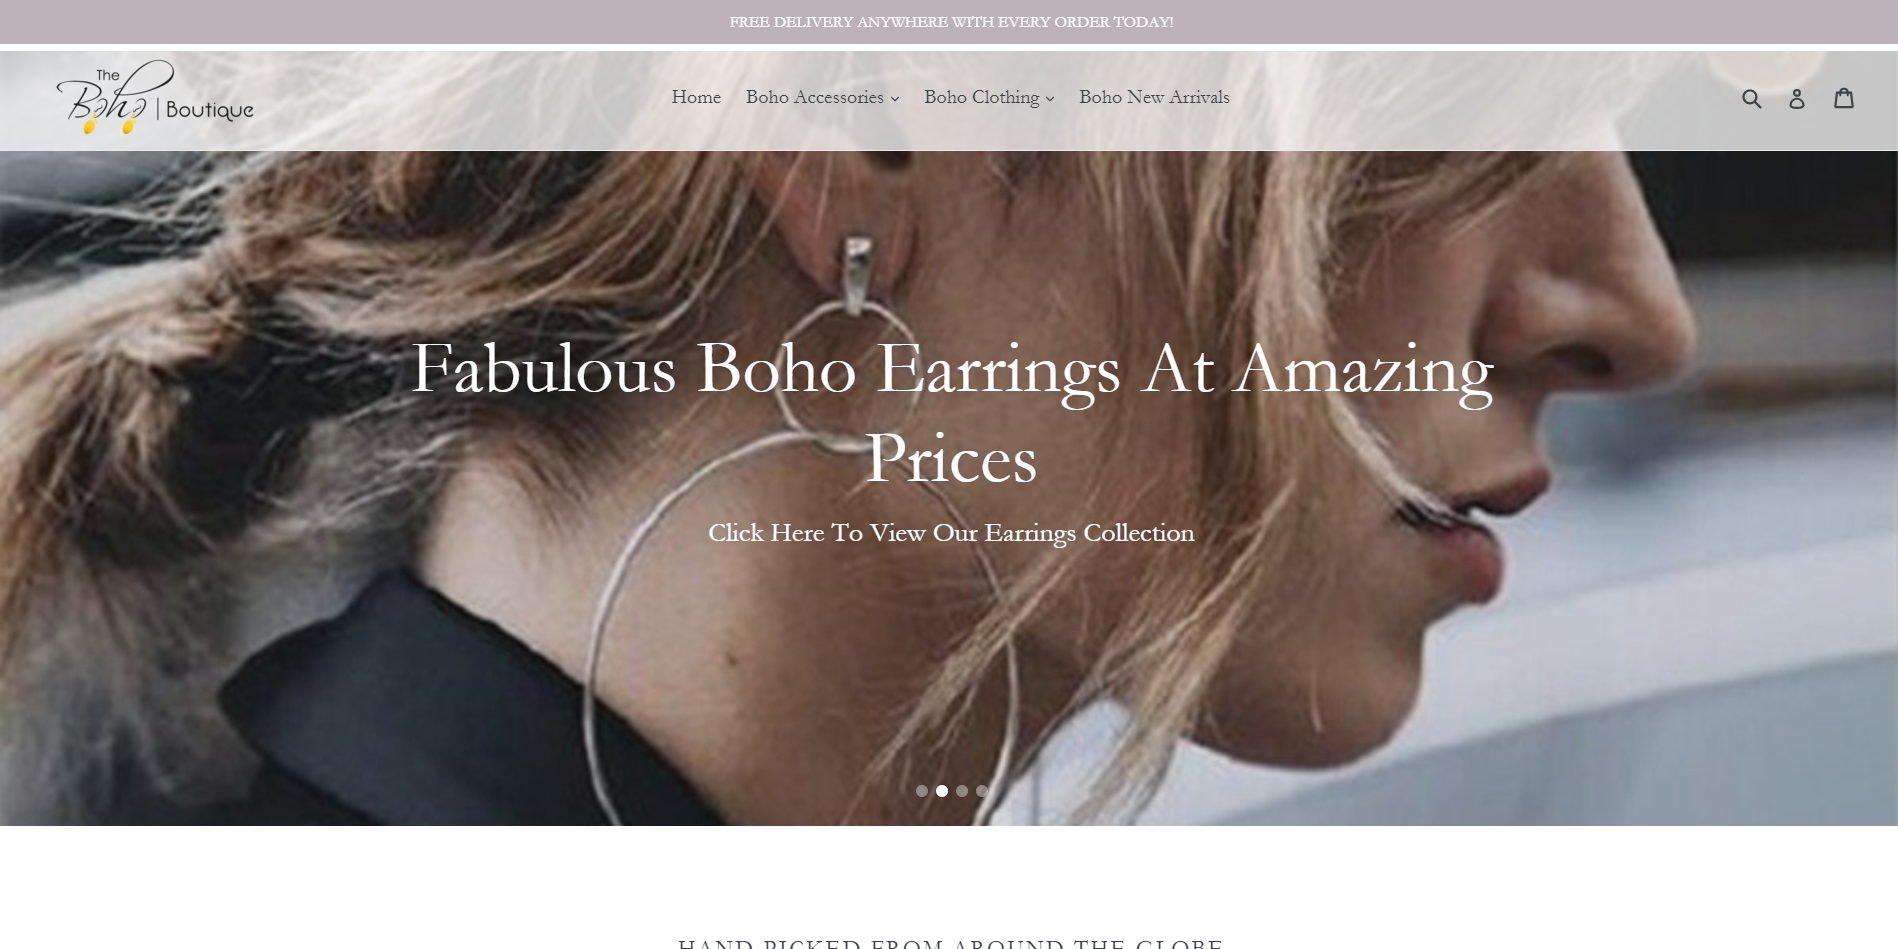 FREE DELIVERY ANYWHERE WITH EVERY ORDER TODAY!
The
Boho | Boutique
Home Boho Accessories Boho Clothing Boho New Arrivals
Fabulous Boho Earrings At Amazing
Prices
Click Here To View Our Earrings Collection
HAND PICKED FROM AROUND THE GLOBE